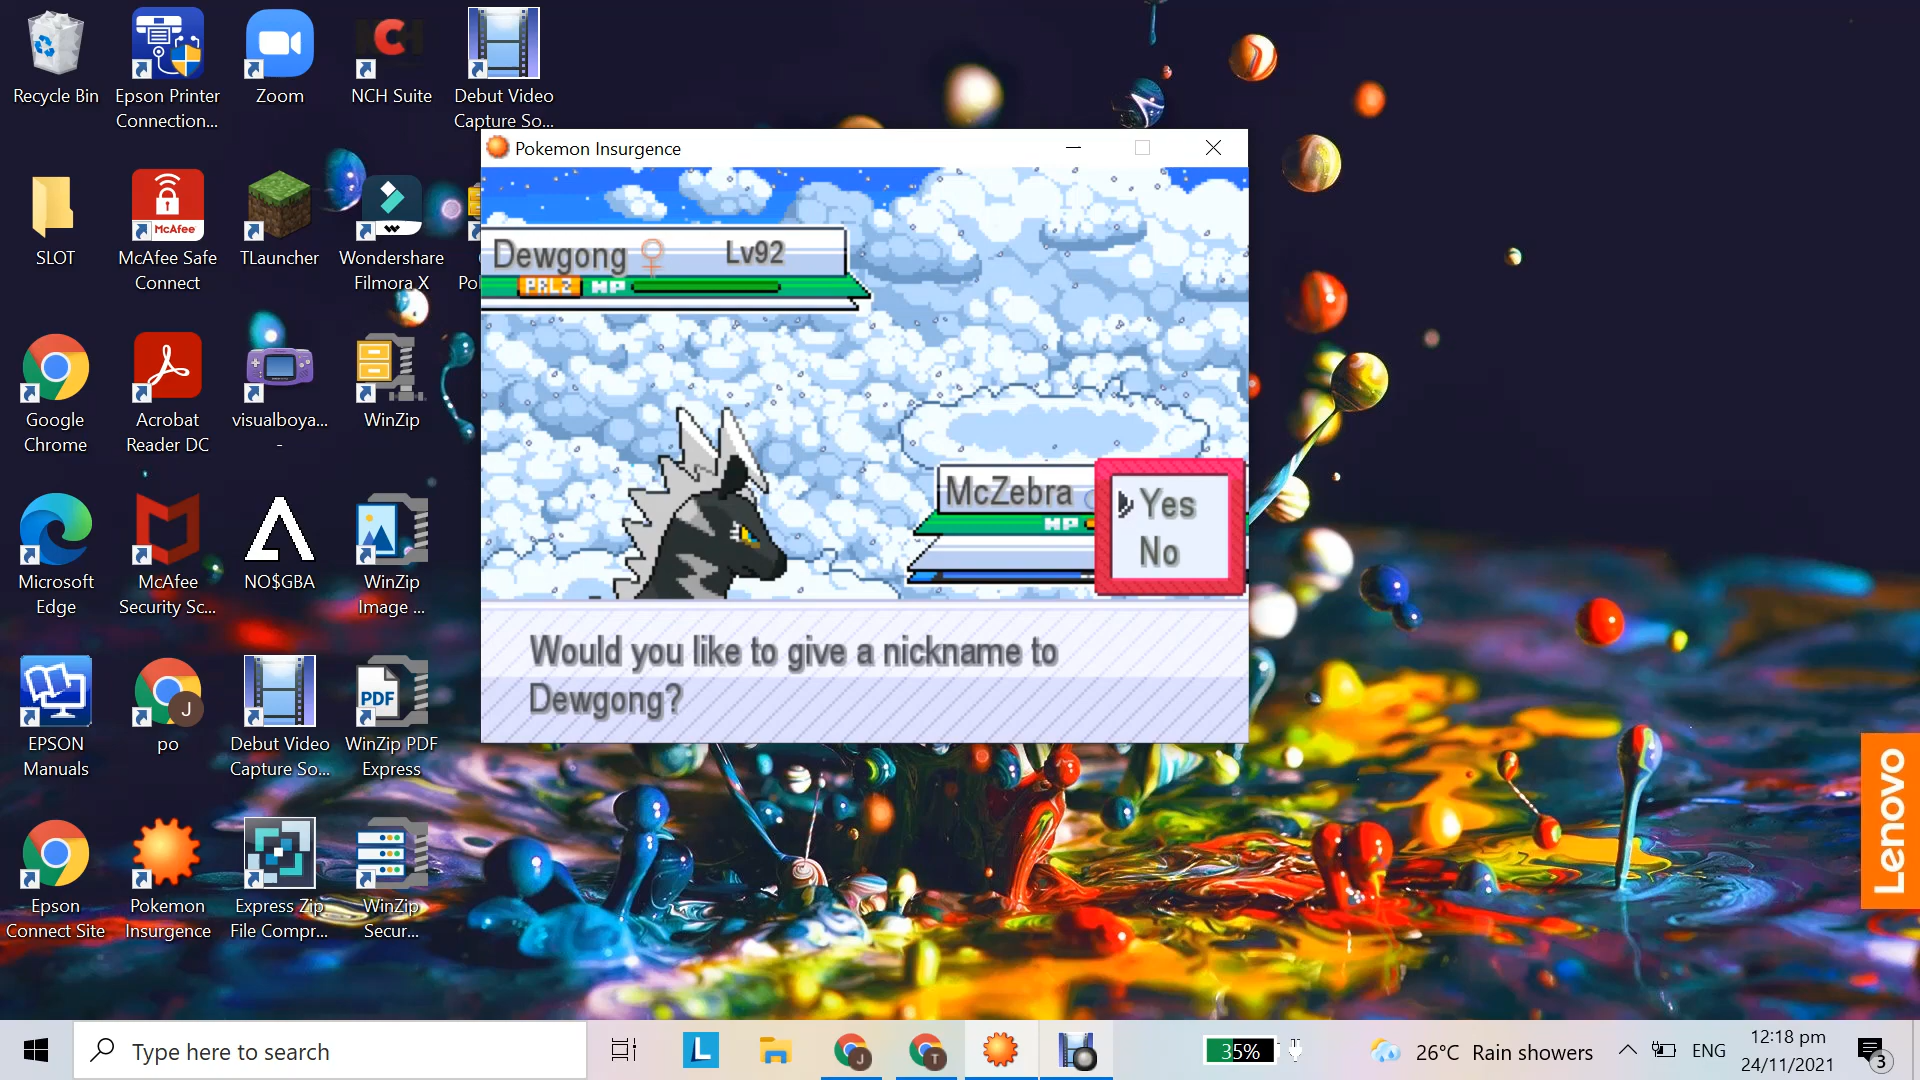 Recycle Bin
Epson Printer
Connection...
Zoom
NCH Suite
Debut Video
Capture So...
SLOT
McAfee
McAfee Safe
Connect
TLauncher
Wondershare
Filmora X
Google
Chrome
Acrobat
Reader DC
visualboya...
-
WinZip
Microsoft
Edge
McAfee
Security Sc...
NO$GBA
WinZip
Image ...
EPSON
Manuals
J
po
Debut Video
Capture So...
PDF
WinZip PDF
Express
Epson
Connect Site
Pokemon
Insurgence
Express Zip
File Compr...
WinZip
Secur...
Pokemon Insurgence
Dewgong ♀ Lv92
PRLZ HP
McZebra
HP
Yes
No
Would you like to give a nickname to
Dewgong?
Lenovo
Type here to search
L
J
T
35%
26°C Rain showers
ENG
12:18 pm
24/11/2021
3